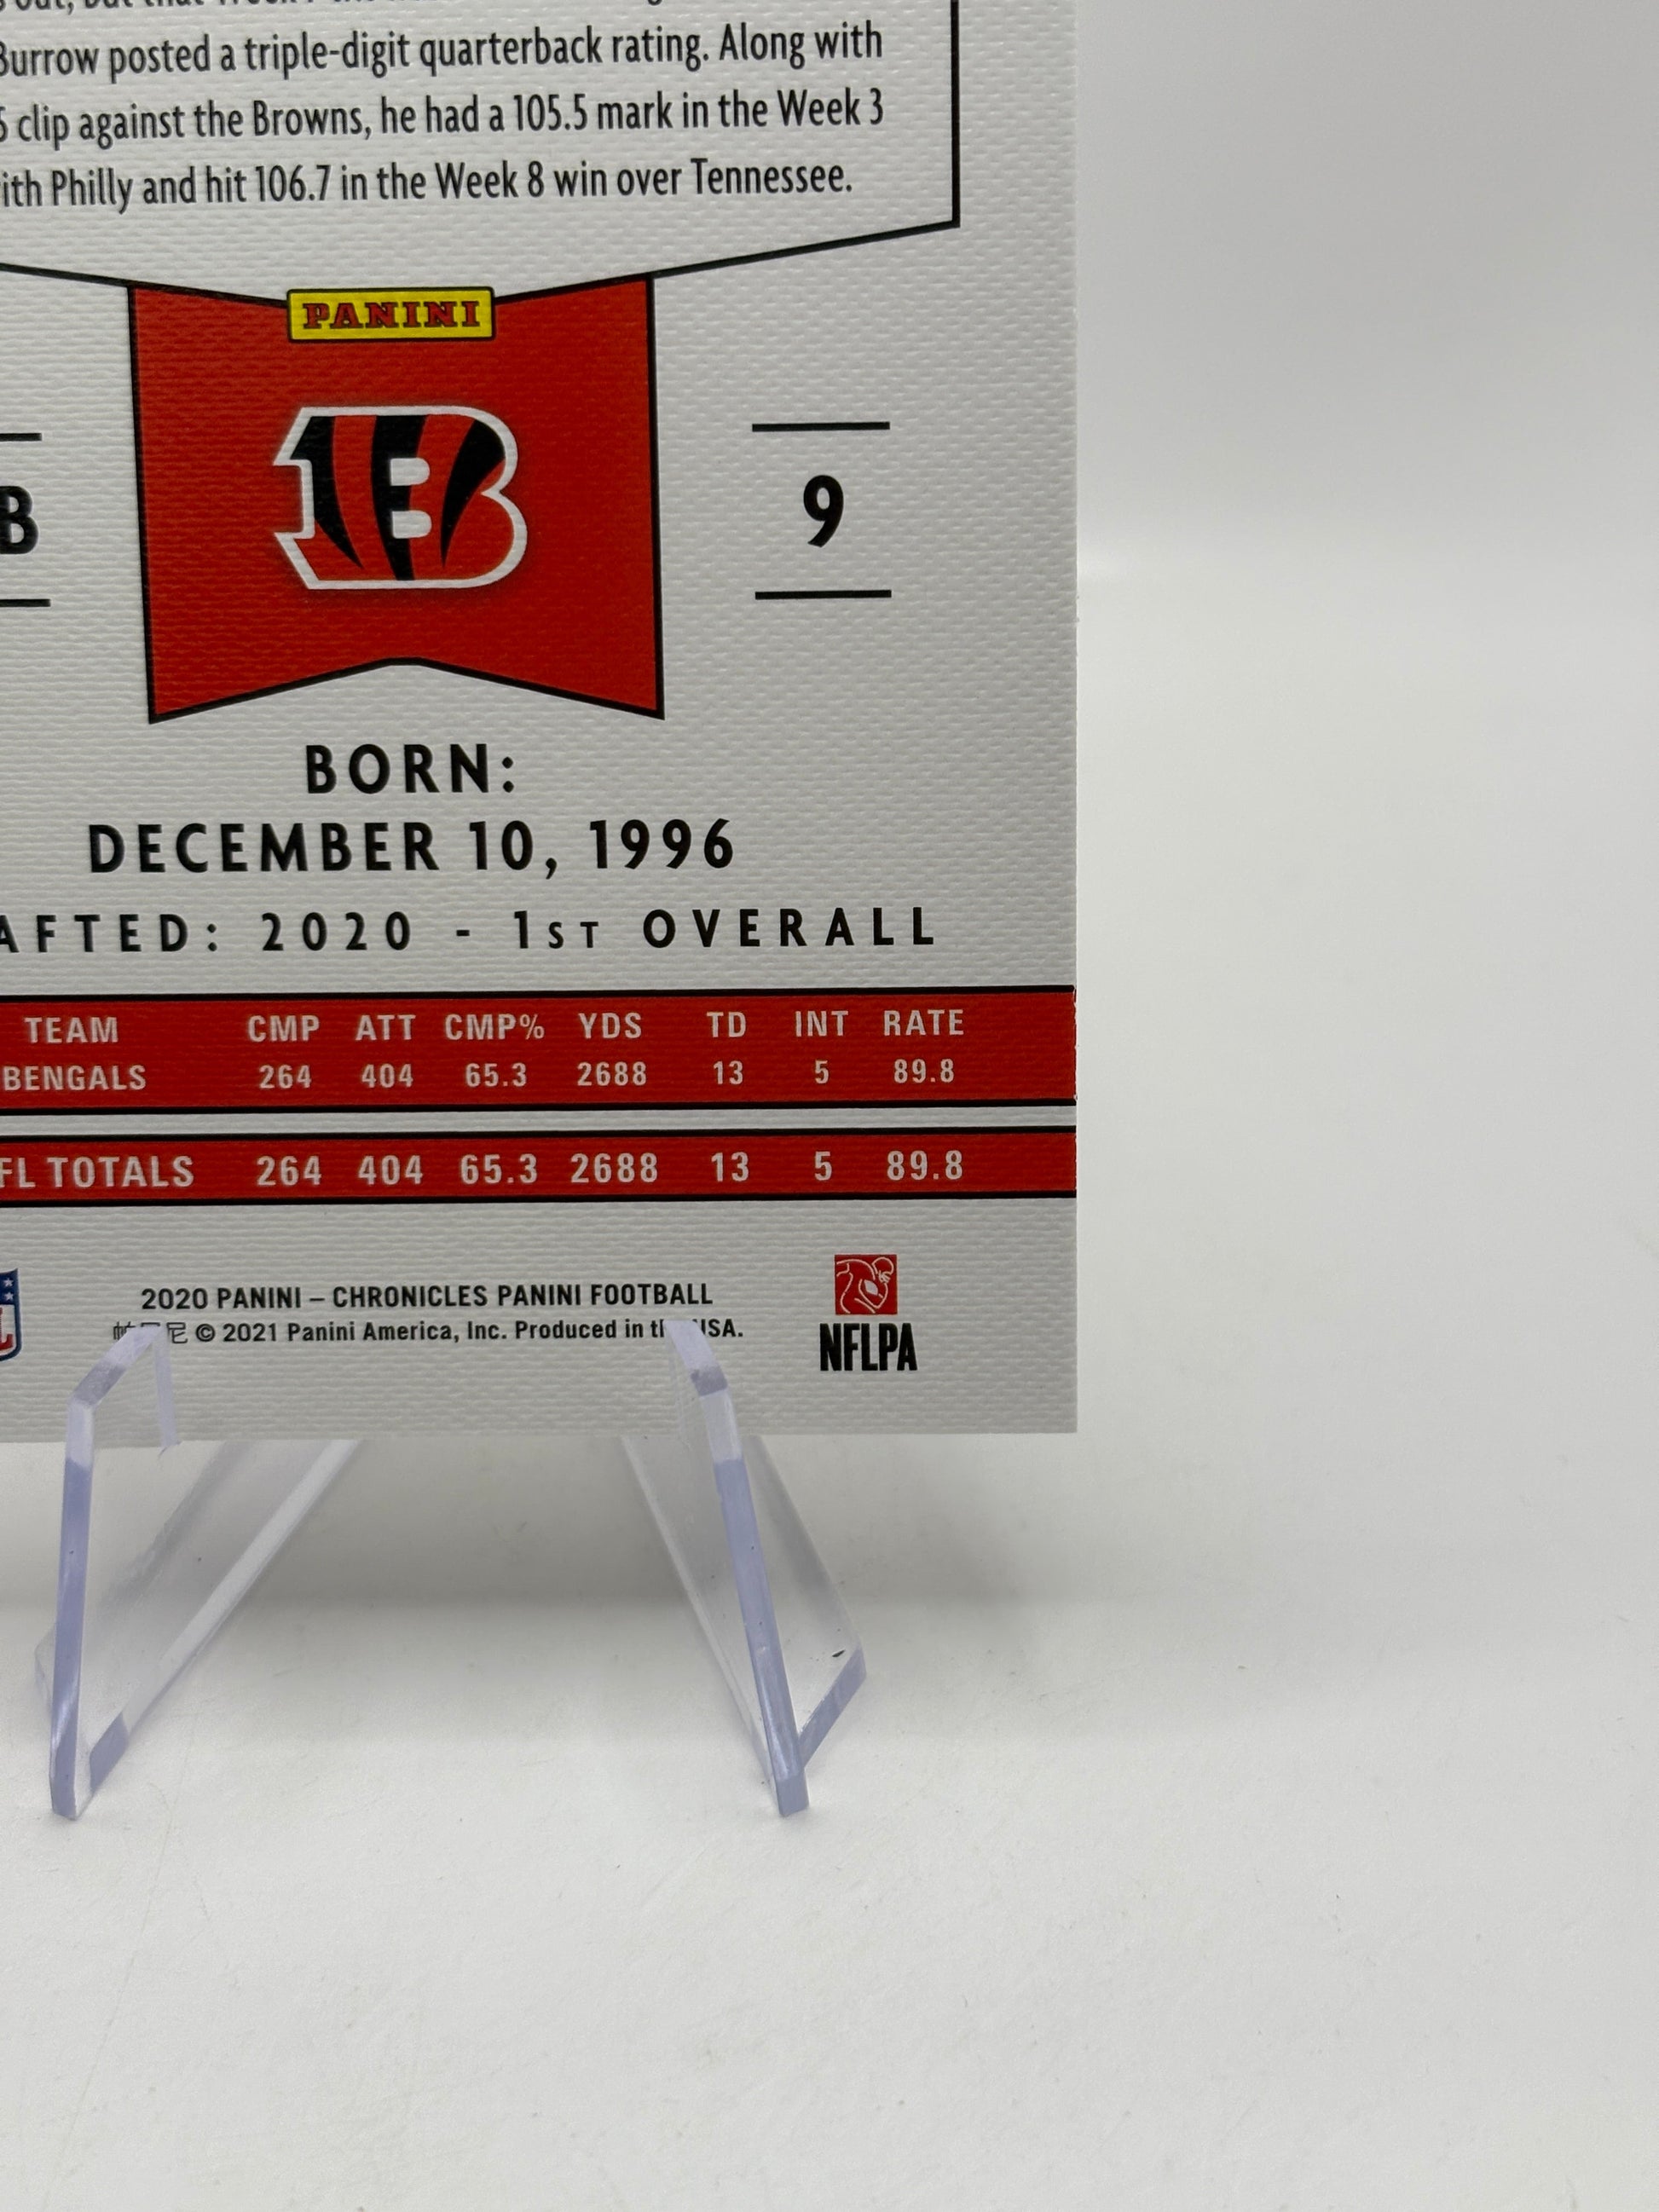 Burrow posted a triple-digit quarterback rating. Along with
clip against the Browns, he had a 105.5 mark in the Week 3
with Philly and hit 106.7 in the Week 8 win over Tennessee.
PANINI
B
B 9
BORN:
DECEMBER 10, 1996
AFTED: 2020 - 1ST OVERALL
TEAM CMP ATT CMP% YDS TD INT RATE
BENGALS 264 404 65.3 2688 13 5 89.8
FL TOTALS 264 404 65.3 2688 13 5 89.8
2020 PANINI – CHRONICLES PANINI FOOTBALL
尼 © 2021 Panini America, Inc. Produced in USA.
NFLPA